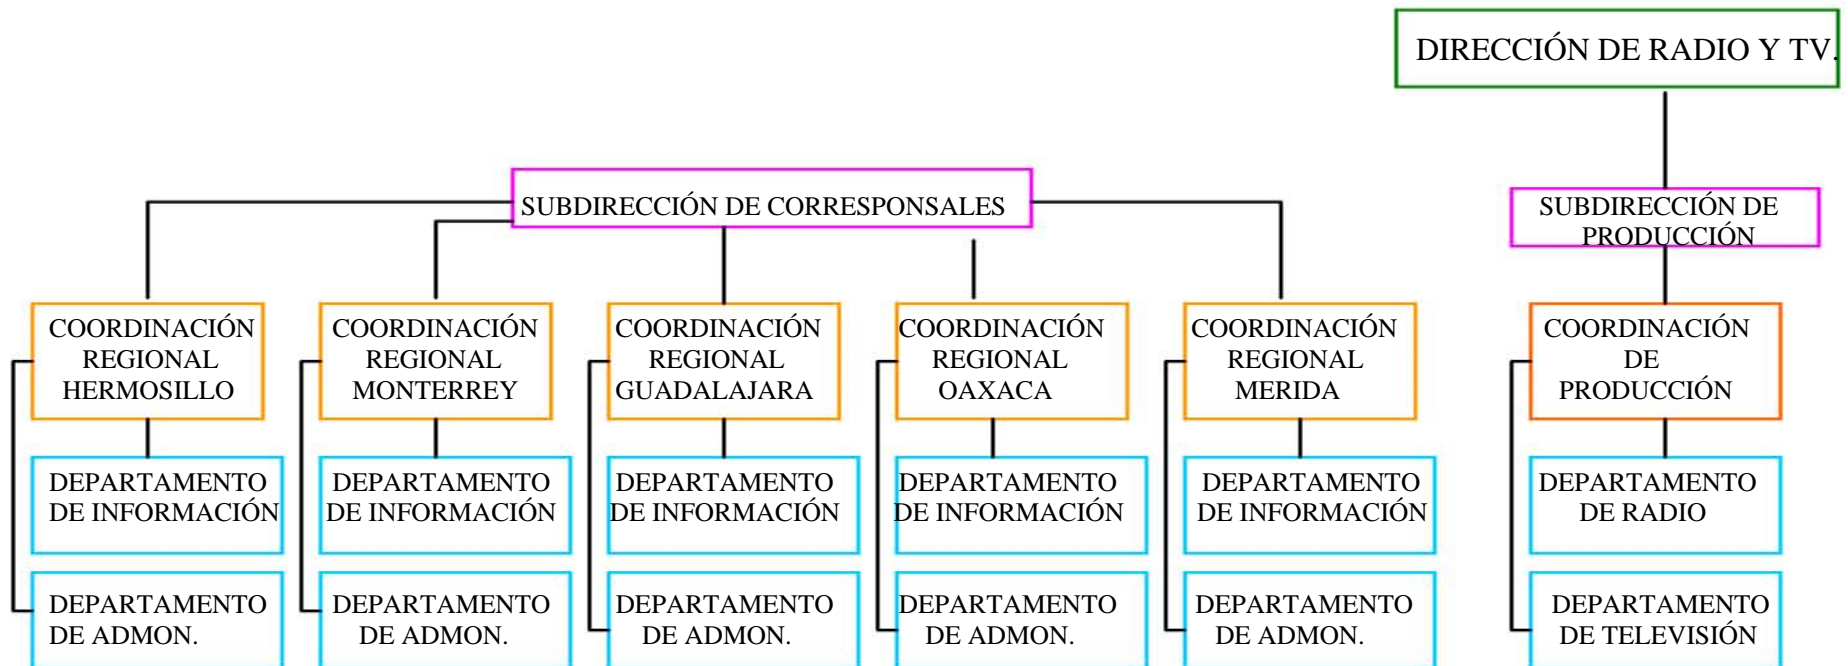 DIRECCIÓN DE RADIO Y TV.
SUBDIRECCIÓN DE CORRESPONSALES
SUBDIRECCIÓN DE
PRODUCCIÓN
COORDINACIÓN
REGIONAL
HERMOSILLO
COORDINACIÓN
REGIONAL
MONTERREY
COORDINACIÓN
REGIONAL
GUADALAJARA
COORDINACIÓN
REGIONAL
OAXACA
COORDINACIÓN
REGIONAL
MERIDA
COORDINACIÓN
DE
PRODUCCIÓN
DEPARTAMENTO
DE INFORMACIÓN
DEPARTAMENTO
DE INFORMACIÓN
DEPARTAMENTO
DE INFORMACIÓN
DEPARTAMENTO
DE INFORMACIÓN
DEPARTAMENTO
DE INFORMACIÓN
DEPARTAMENTO
DE RADIO
DEPARTAMENTO
DE ADMON.
DEPARTAMENTO
DE ADMON.
DEPARTAMENTO
DE ADMON.
DEPARTAMENTO
DE ADMON.
DEPARTAMENTO
DE ADMON.
DEPARTAMENTO
DE TELEVISIÓN